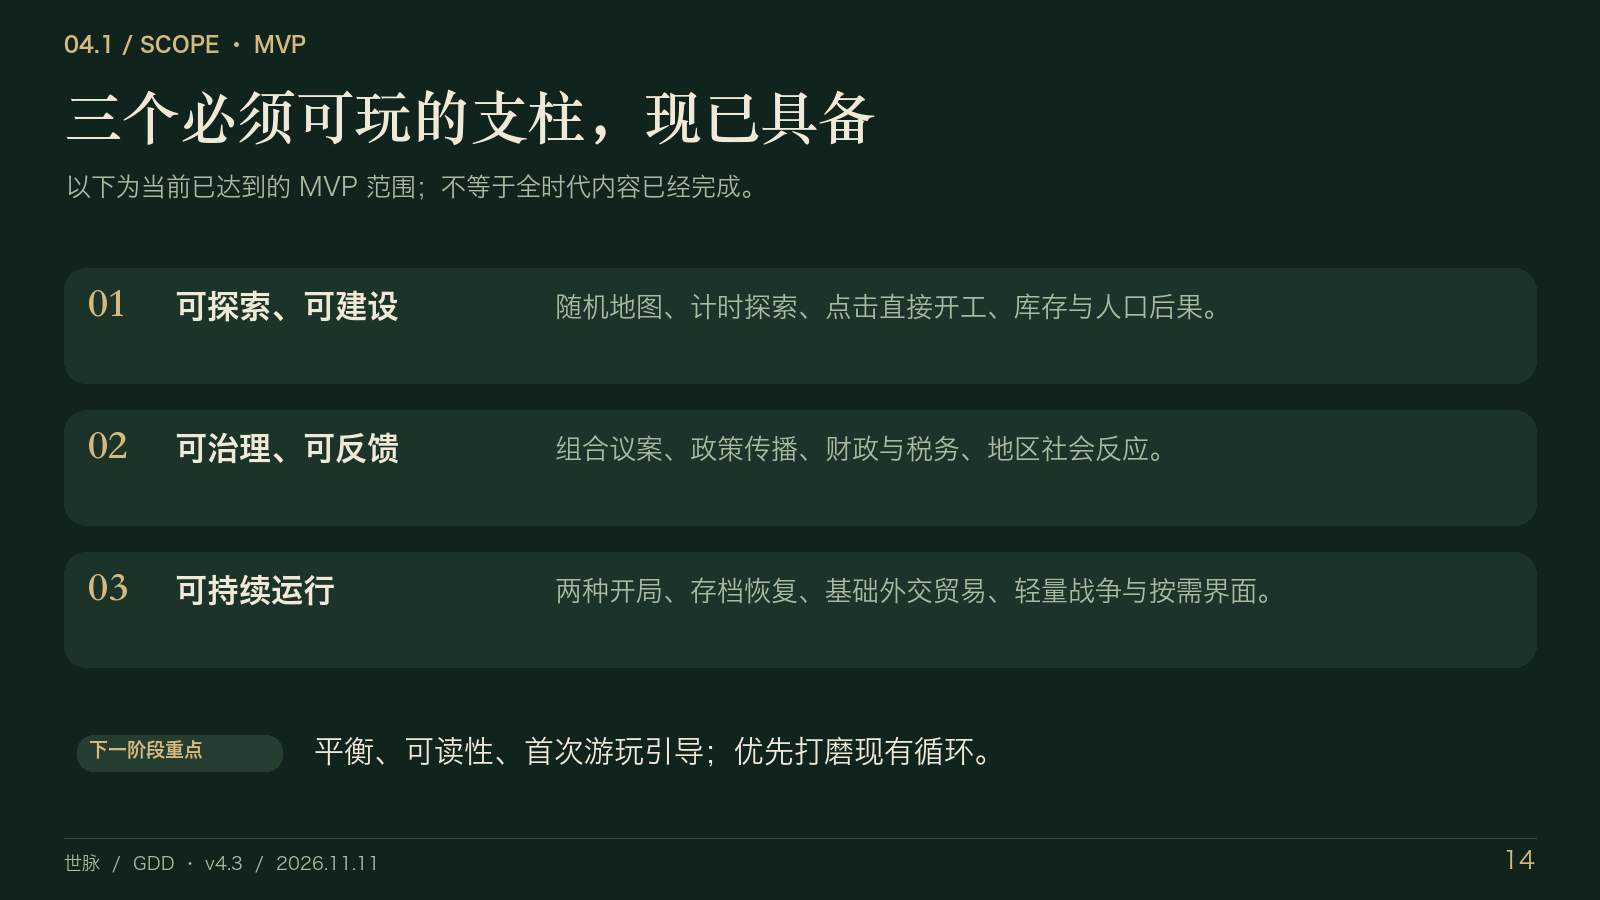 04.1 / SCOPE · MVP
三个必须可玩的支柱，现已具备
以下为当前已达到的 MVP 范围；不等于全时代内容已经完成。
01 可探索、可建设 随机地图、计时探索、点击直接开工、库存与人口后果。
02 可治理、可反馈 组合议案、政策传播、财政与税务、地区社会反应。
03 可持续运行 两种开局、存档恢复、基础外交贸易、轻量战争与按需界面。
下一阶段重点 平衡、可读性、首次游玩引导；优先打磨现有循环。
世脉 / GDD · v4.3 / 2026.11.11 14